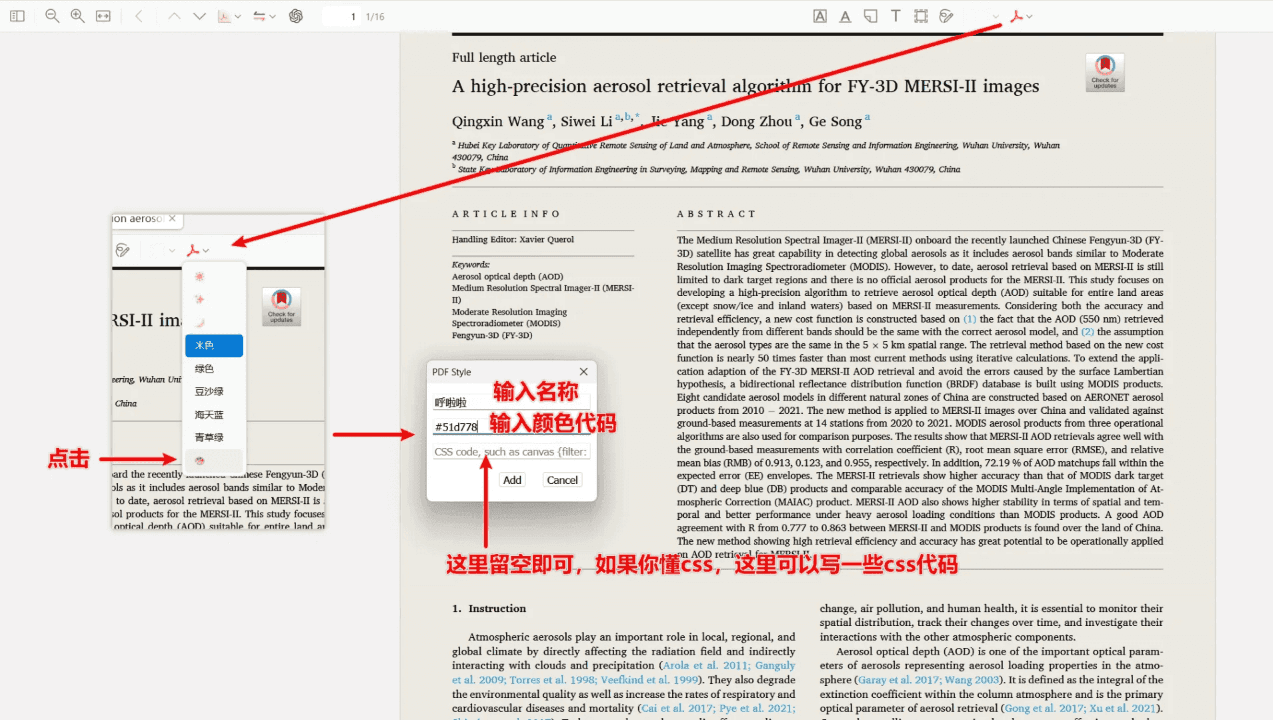 1 1/16
Full length article
A high-precision aerosol retrieval algorithm for FY-3D MERSI-II images
Check for
updates
Qingxin Wang a, Siwei Li a,b,*, Jie Yang a, Dong Zhou a, Ge Song a
a Hubei Key Laboratory of Quantitative Remote Sensing of Land and Atmosphere, School of Remote Sensing and Information Engineering, Wuhan University, Wuhan
430079, China
b State Key Laboratory of Information Engineering in Surveying, Mapping and Remote Sensing, Wuhan University, Wuhan 430079, China
ARTICLE INFO
Handling Editor: Xavier Querol
Keywords:
Aerosol optical depth (AOD)
Medium Resolution Spectral Imager-II (MERSI-
II)
Moderate Resolution Imaging
Spectroradiometer (MODIS)
Fengyun-3D (FY-3D)
ABSTRACT
The Medium Resolution Spectral Imager-II (MERSI-II) onboard the recently launched Chinese Fengyun-3D (FY-
3D) satellite has great capability in detecting global aerosols as it includes aerosol bands similar to Moderate
Resolution Imaging Spectroradiometer (MODIS). However, to date, aerosol retrieval based on MERSI-II is still
limited to dark target regions and there is no official aerosol products for the MERSI-II. This study focuses on
developing a high-precision algorithm to retrieve aerosol optical depth (AOD) suitable for entire land areas
(except snow/ice and inland waters) based on MERSI-II measurements. Considering both the accuracy and
retrieval efficiency, a new cost function is constructed based on (1) the fact that the AOD (550 nm) retrieved
independently from different bands should be the same with the correct aerosol model, and (2) the assumption
that the aerosol types are the same in the 5 × 5 km spatial range. The retrieval method based on the new cost
function is nearly 50 times faster than most current methods using iterative calculations. To extend the appli-
cation adaption of the FY-3D MERSI-II AOD retrieval and avoid the errors caused by the surface Lambertian
hypothesis, a bidirectional reflectance distribution function (BRDF) database is built using MODIS products.
Eight candidate aerosol models in different natural zones of China are constructed based on AERONET aerosol
products from 2010 – 2021. The new method is applied to MERSI-II images over China and validated against
ground-based measurements at 14 stations from 2020 to 2021. MODIS aerosol products from three operational
algorithms are also used for comparison purposes. The results show that MERSI-II AOD retrievals agree well with
the ground-based measurements with correlation coefficient (R), root mean square error (RMSE), and relative
mean bias (RMB) of 0.913, 0.123, and 0.955, respectively. In addition, 72.19 % of AOD matchups fall within the
expected error (EE) envelopes. The MERSI-II retrievals show higher accuracy than that of MODIS dark target
(DT) and deep blue (DB) products and comparable accuracy of the MODIS Multi-Angle Implementation of At-
mospheric Correction (MAIAC) product. MERSI-II AOD also shows higher stability in terms of spatial and tem-
poral and better performance under heavy aerosol loading conditions than MODIS products. A good AOD
agreement with R from 0.777 to 0.863 between MERSI-II and MODIS products is found over the land of China.
The new method showing high retrieval efficiency and accuracy has great potential to be operationally applied
on AOD retrieval for MERSI-II.
ion aerosol ×
RSI-II im
Check for
updates
米色
绿色
豆沙绿
海天蓝
青草绿
eering, Wuhan Uni
China
点击
ard the recently launched Chinese Fengyun-3D (
ols as it includes aerosol bands similar to Mode
to date, aerosol retrieval based on MERSI-II is
sol products for the MERSI-II. This study focuses
optical depth (AOD) suitable for entire land a
PDF Style
呼啦啦
输入名称
#51d778
输入颜色代码
CSS code, such as canvas {filter:
Add Cancel
这里留空即可，如果你懂css，这里可以写一些css代码
1. Instruction
Atmospheric aerosols play an important role in local, regional, and
global climate by directly affecting the radiation field and indirectly
interacting with clouds and precipitation (Arola et al. 2011; Ganguly
et al. 2009; Torres et al. 1998; Veefkind et al. 1999). They also degrade
the environmental quality as well as increase the rates of respiratory and
cardiovascular diseases and mortality (Cai et al. 2017; Pye et al. 2021;
change, air pollution, and human health, it is essential to monitor their
spatial distribution, track their changes over time, and investigate their
interactions with the other atmospheric components.
Aerosol optical depth (AOD) is one of the important optical param-
eters of aerosols representing aerosol loading properties in the atmo-
sphere (Garay et al. 2017; Wang 2003). It is defined as the integral of the
extinction coefficient within the column atmosphere and is the primary
optical parameter of aerosol retrieval (Gong et al. 2017; Xu et al. 2021).